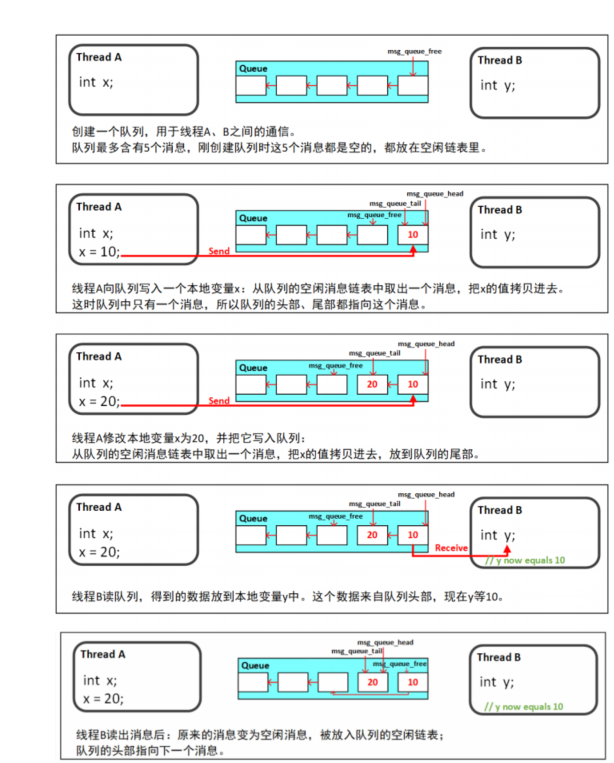 Thread A
int x;
msg_queue_free
Queue
Thread B
int y;
创建一个队列，用于线程A、B之间的通信。
队列最多含有5个消息，刚创建队列时这5个消息都是空的，都放在空闲链表里。
Thread A
int x;
x = 10;
Send
msg_queue_head
msg_queue_tail
msg_queue_free
Queue
10
Thread B
int y;
线程A向队列写入一个本地变量x：从队列的空闲消息链表中取出一个消息，把x的值拷贝进去。
这时队列中只有一个消息，所以队列的头部、尾部都指向这个消息。
Thread A
int x;
x = 20;
Send
msg_queue_head
msg_queue_tail
msg_queue_free
Queue
20
10
Thread B
int y;
线程A修改本地变量x为20，并把它写入队列：
从队列的空闲消息链表中取出一个消息，把x的值拷贝进去，放到队列的尾部。
Thread A
int x;
x = 20;
msg_queue_head
msg_queue_tail
msg_queue_free
Queue
20
10
Receive
Thread B
int y;
// y now equals 10
线程B读队列，得到的数据放到本地变量y中。这个数据来自队列头部，现在y等10。
Thread A
int x;
x = 20;
msg_queue_head
msg_queue_tail
msg_queue_free
Queue
20
10
Thread B
int y;
// y now equals 10
线程B读出消息后：原来的消息变为空闲消息，被放入队列的空闲链表；
队列的头部指向下一个消息。